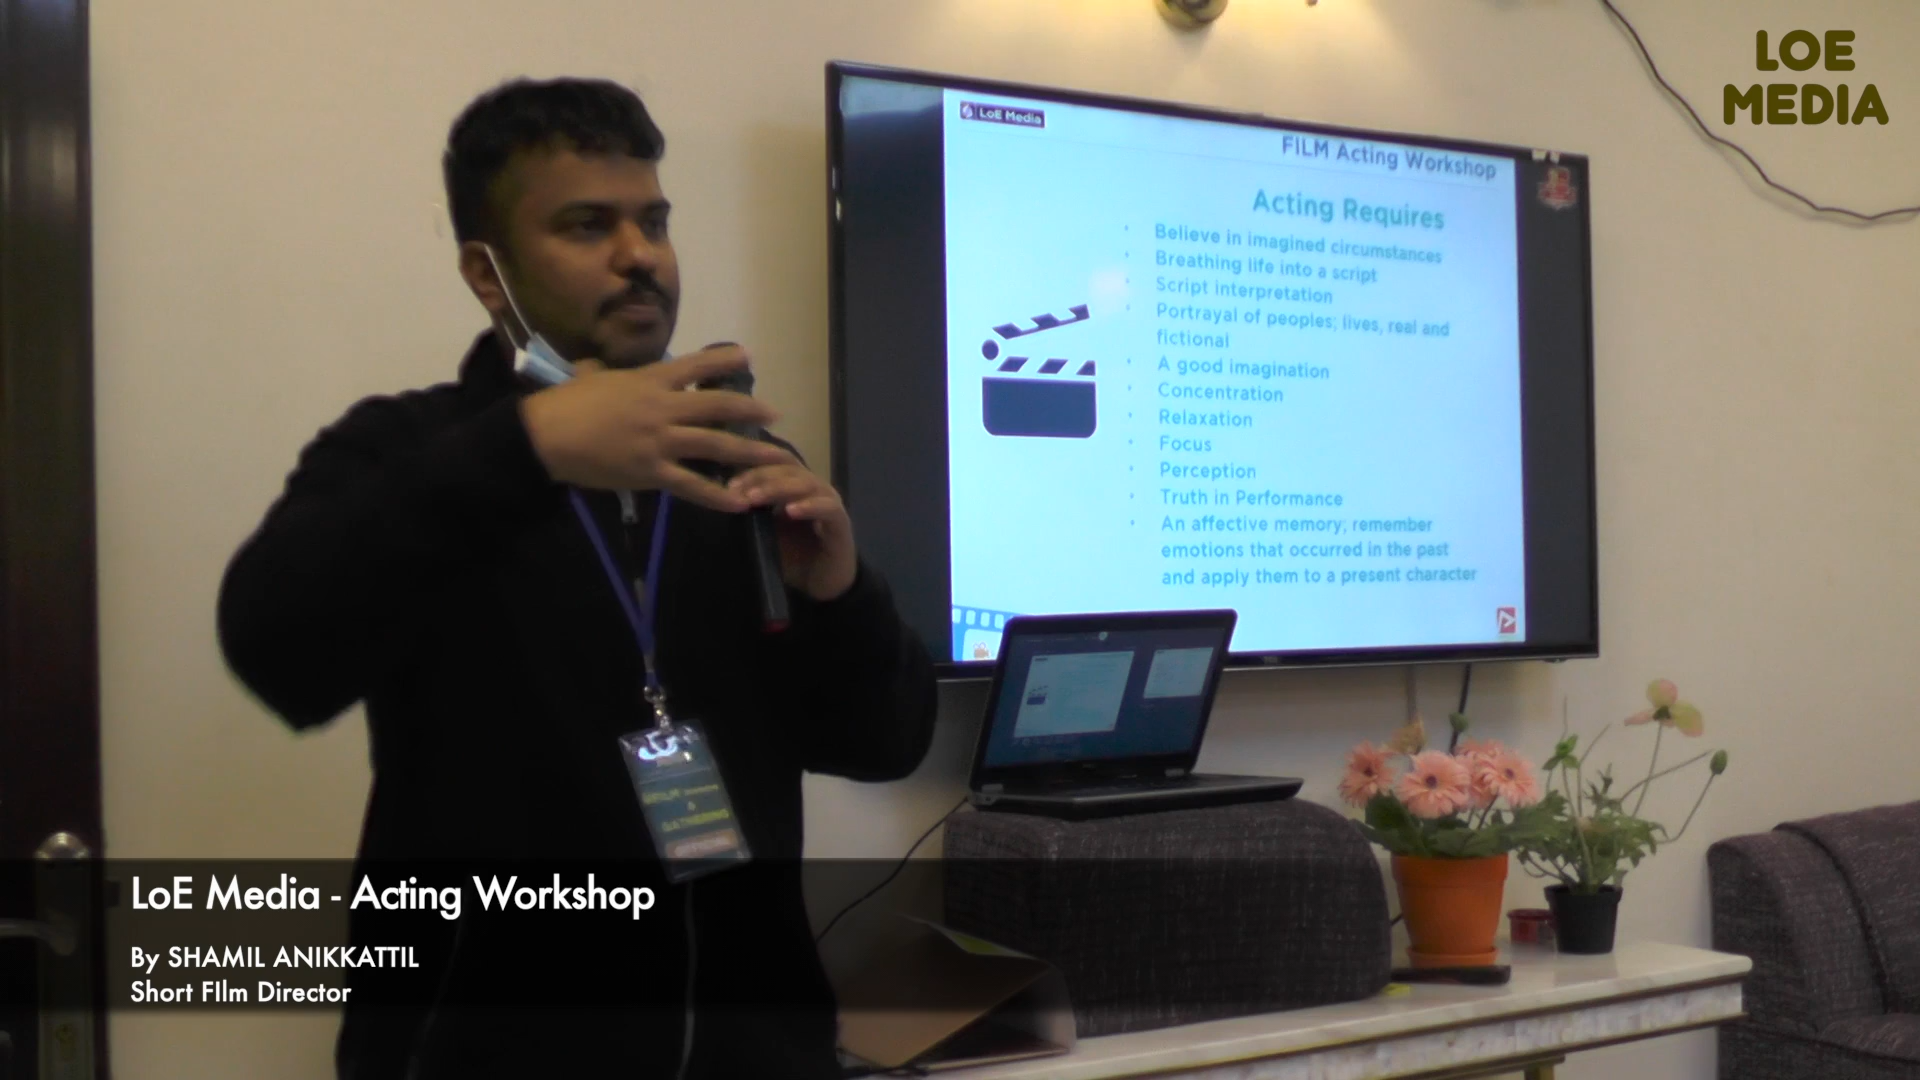 LOE
MEDIA
LoE Media
FILM Acting Workshop
Acting Requires
• Believe in imagined circumstances
• Breathing life into a script
• Script interpretation
• Portrayal of peoples; lives, real and
fictional
• A good imagination
• Concentration
• Relaxation
• Focus
• Perception
• Truth in Performance
• An affective memory; remember
emotions that occurred in the past
and apply them to a present character
GATHERING
LoE Media - Acting Workshop
By SHAMIL ANIKKATTIL
Short FIlm Director